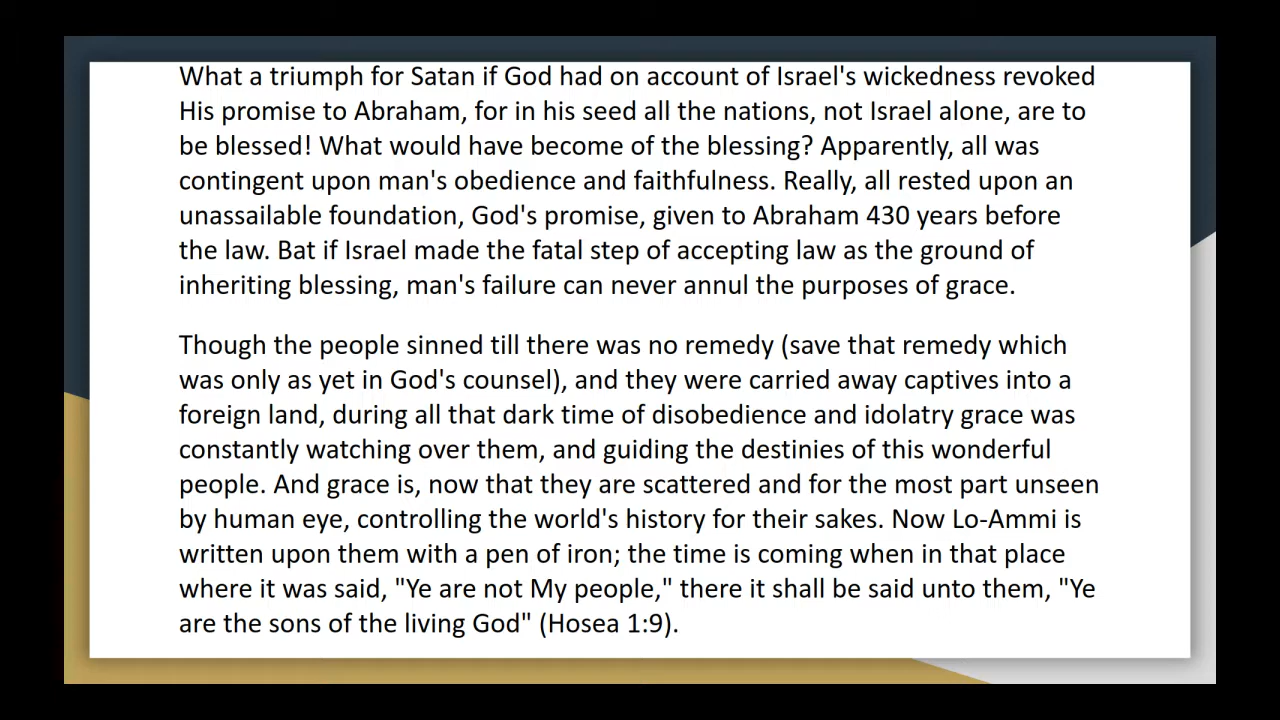 What a triumph for Satan if God had on account of Israel's wickedness revoked
His promise to Abraham, for in his seed all the nations, not Israel alone, are to
be blessed! What would have become of the blessing? Apparently, all was
contingent upon man's obedience and faithfulness. Really, all rested upon an
unassailable foundation, God's promise, given to Abraham 430 years before
the law. Bat if Israel made the fatal step of accepting law as the ground of
inheriting blessing, man's failure can never annul the purposes of grace.
Though the people sinned till there was no remedy (save that remedy which
was only as yet in God's counsel), and they were carried away captives into a
foreign land, during all that dark time of disobedience and idolatry grace was
constantly watching over them, and guiding the destinies of this wonderful
people. And grace is, now that they are scattered and for the most part unseen
by human eye, controlling the world's history for their sakes. Now Lo-Ammi is
written upon them with a pen of iron; the time is coming when in that place
where it was said, "Ye are not My people," there it shall be said unto them, "Ye
are the sons of the living God" (Hosea 1:9).